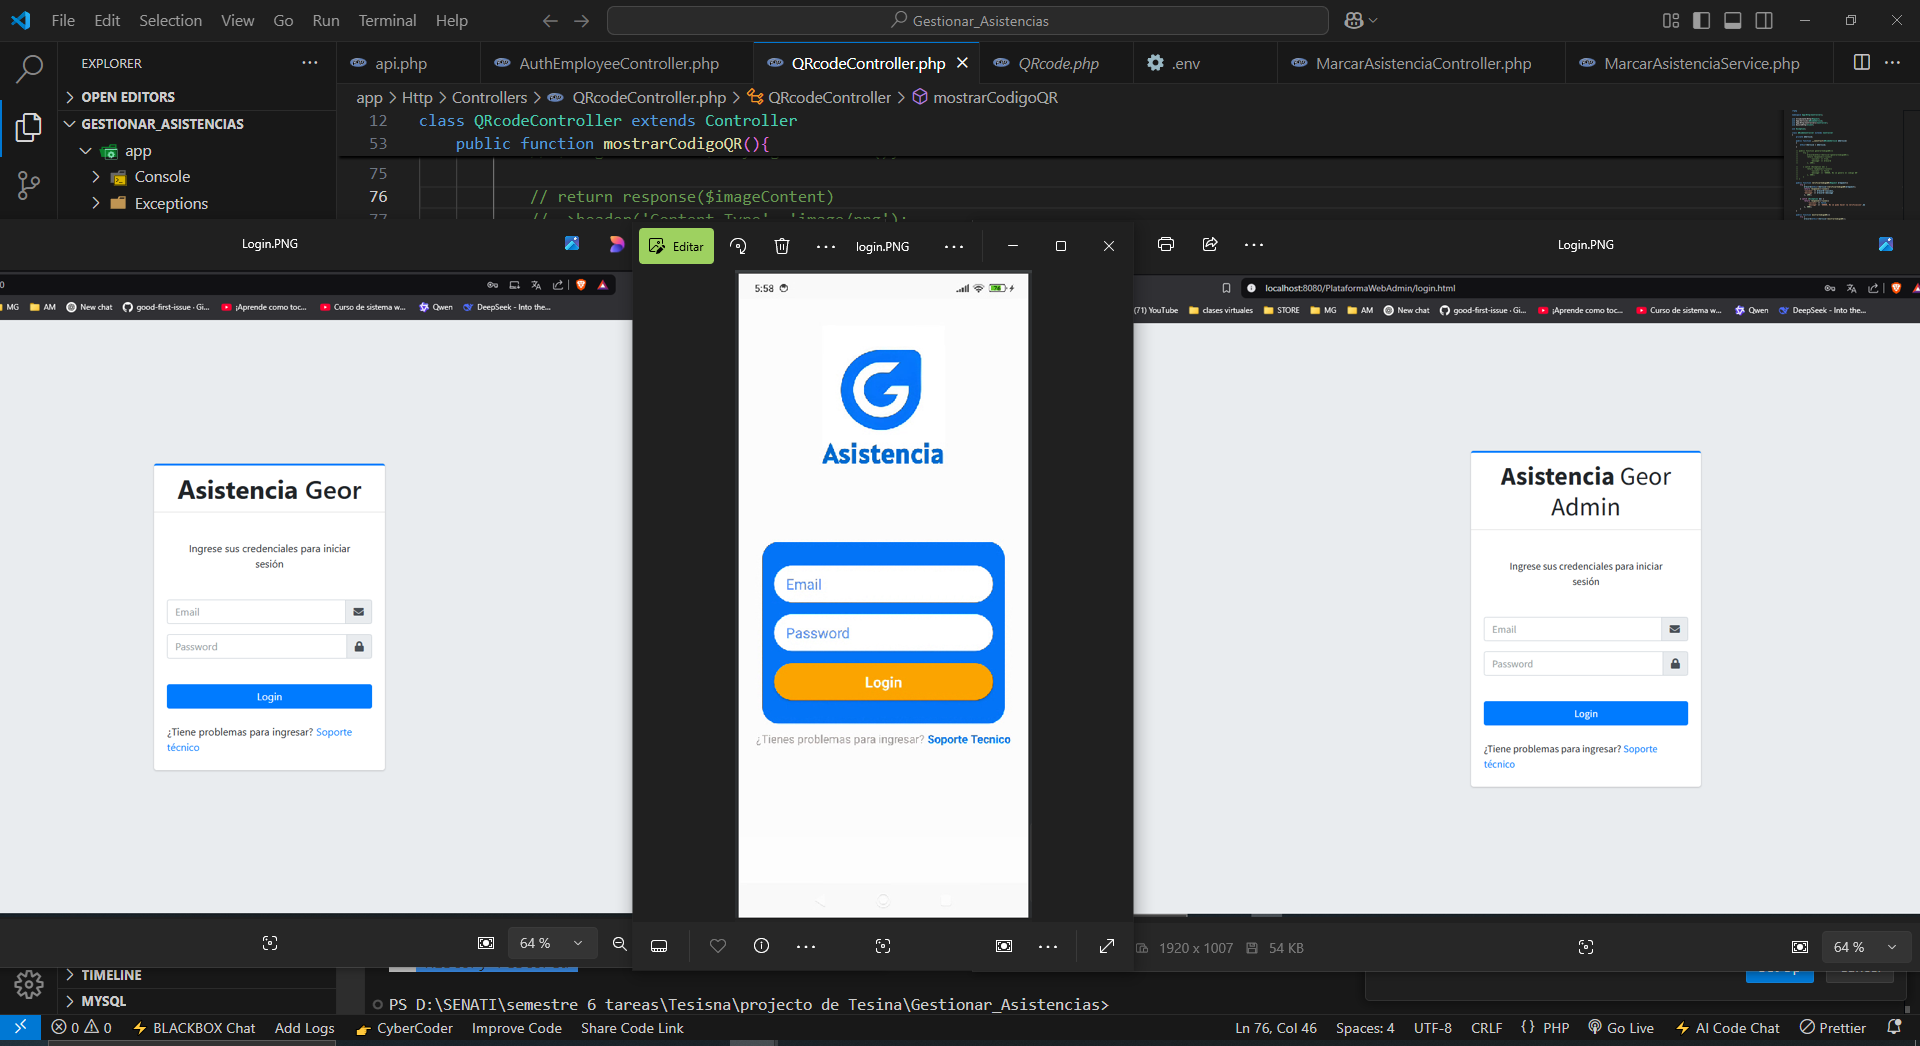 File Edit Selection View Go Run Terminal Help
Gestionar_Asistencias
EXPLORER
api.php AuthEmployeeController.php QRcodeController.php QRcode.php .env MarcarAsistenciaController.php MarcarAsistenciaService.php
OPEN EDITORS
app > Http > Controllers > QRcodeController.php > QRcodeController > mostrarCodigoQR
GESTIONAR_ASISTENCIAS
12 class QRcodeController extends Controller
53 public function mostrarCodigoQR(){
app
75
Console
76 // return response($imageContent)
Exceptions
77 // ->header('Content-Type', 'image/png');
Login.PNG
Editar
login.PNG
Login.PNG
MG AM New chat good-first-issue · Gi... ¡Aprende como toc... Curso de sistema w... Qwen DeepSeek - Into the...
5:58
localhost:8080/PlataformaWebAdmin/login.html
(71) YouTube clases virtuales STORE MG AM New chat good-first-issue · Gi... ¡Aprende como toc... Curso de sistema w... Qwen DeepSeek - Into the...
Asistencia Geor
Ingrese sus credenciales para iniciar
sesión
Email
Password
Login
¿Tiene problemas para ingresar? Soporte
técnico
Asistencia
Email
Password
Login
¿Tienes problemas para ingresar? Soporte Tecnico
Asistencia Geor
Admin
Ingrese sus credenciales para iniciar
sesión
Email
Password
Login
¿Tiene problemas para ingresar? Soporte
técnico
64 %
1920 x 1007 54 KB
64 %
TIMELINE
MYSQL
PS D:\SENATI\semestre 6 tareas\Tesisna\projecto de Tesina\Gestionar_Asistencias>
0 0 BLACKBOX Chat Add Logs CyberCoder Improve Code Share Code Link
Ln 76, Col 46 Spaces: 4 UTF-8 CRLF {} PHP Go Live AI Code Chat Prettier